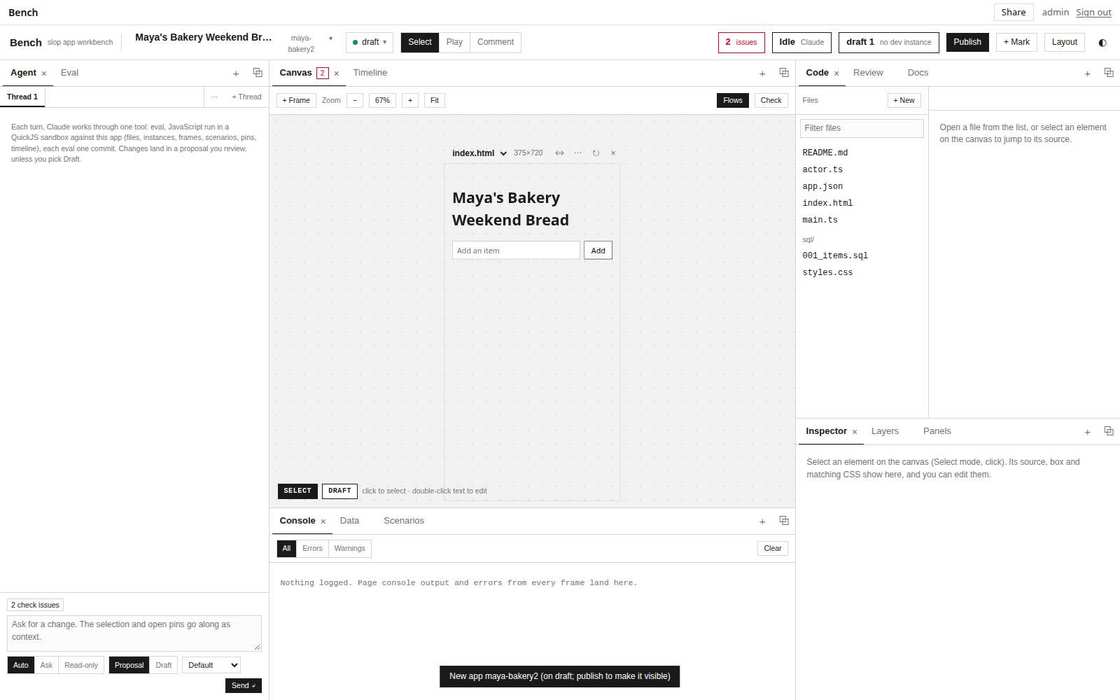 Bench
Share admin Sign out
Bench slop app workbench
Maya's Bakery Weekend Br…
maya-
bakery2
draft
Select Play Comment
2 issues
Idle Claude
draft 1 no dev instance
Publish
+ Mark
Layout
Agent × Eval
Thread 1
+ Thread
Each turn, Claude works through one tool: eval, JavaScript run in a
QuickJS sandbox against this app (files, instances, frames, scenarios, pins,
timeline), each eval one commit. Changes land in a proposal you review,
unless you pick Draft.
2 check issues
Ask for a change. The selection and open pins go along as
context.
Auto Ask Read-only Proposal Draft Default
Send
Canvas 2 × Timeline
+ Frame Zoom − 67% + Fit Flows Check
index.html 375×720
Maya's Bakery
Weekend Bread
Add an item Add
SELECT DRAFT click to select · double-click text to edit
Console × Data Scenarios
All Errors Warnings Clear
Nothing logged. Page console output and errors from every frame land here.
New app maya-bakery2 (on draft; publish to make it visible)
Code × Review Docs
Files + New
Filter files
README.md
actor.ts
app.json
index.html
main.ts
sql/
001_items.sql
styles.css
Open a file from the list, or select an element
on the canvas to jump to its source.
Inspector × Layers Panels
Select an element on the canvas (Select mode, click). Its source, box and
matching CSS show here, and you can edit them.